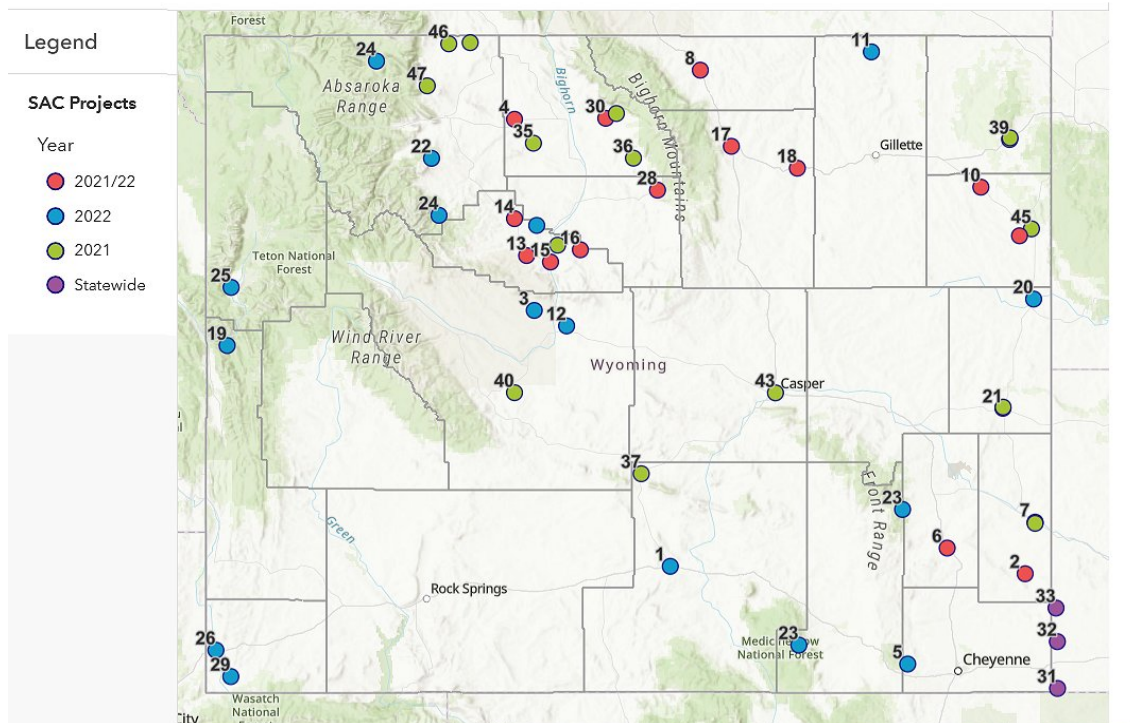 Legend
SAC Projects
Year
2021/22
2022
2021
Statewide
Forest
46
24
11
8
47
Absaroka
Range
Bighorn
Bighorn Mountains
4
30
35
39
17
Gillette
22
36
18
28
10
24
14
45
13
15
16
Teton National
Forest
25
20
3
12
19
Wind River
Range
Wyoming
40
43
Casper
21
37
Front Range
23
7
Green
6
1
2
Rock Springs
33
26
23
32
Medicine Bow
National Forest
5
Cheyenne
29
31
Wasatch
National
City